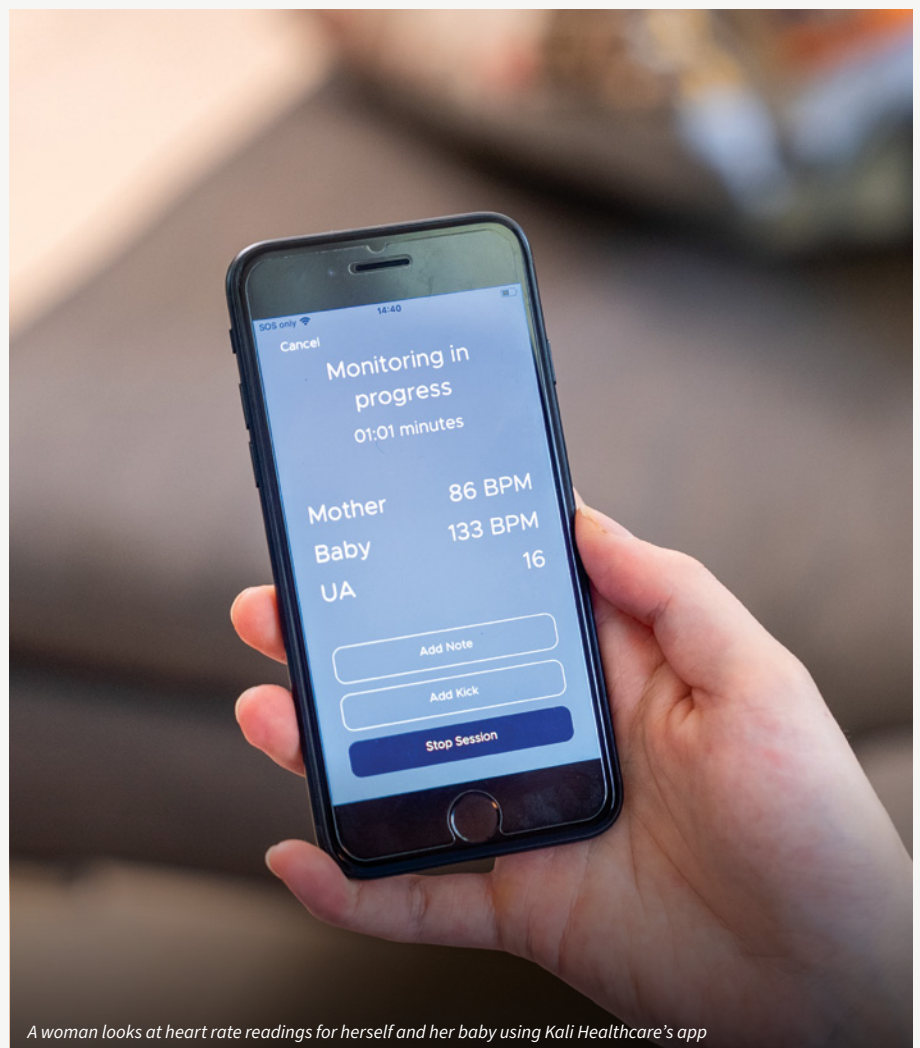 SOS only
14:40
Cancel
Monitoring in
progress
01:01 minutes
Mother 86 BPM
Baby 133 BPM
UA 16
Add Note
Add Kick
Stop Session
A woman looks at heart rate readings for herself and her baby using Kali Healthcare's app